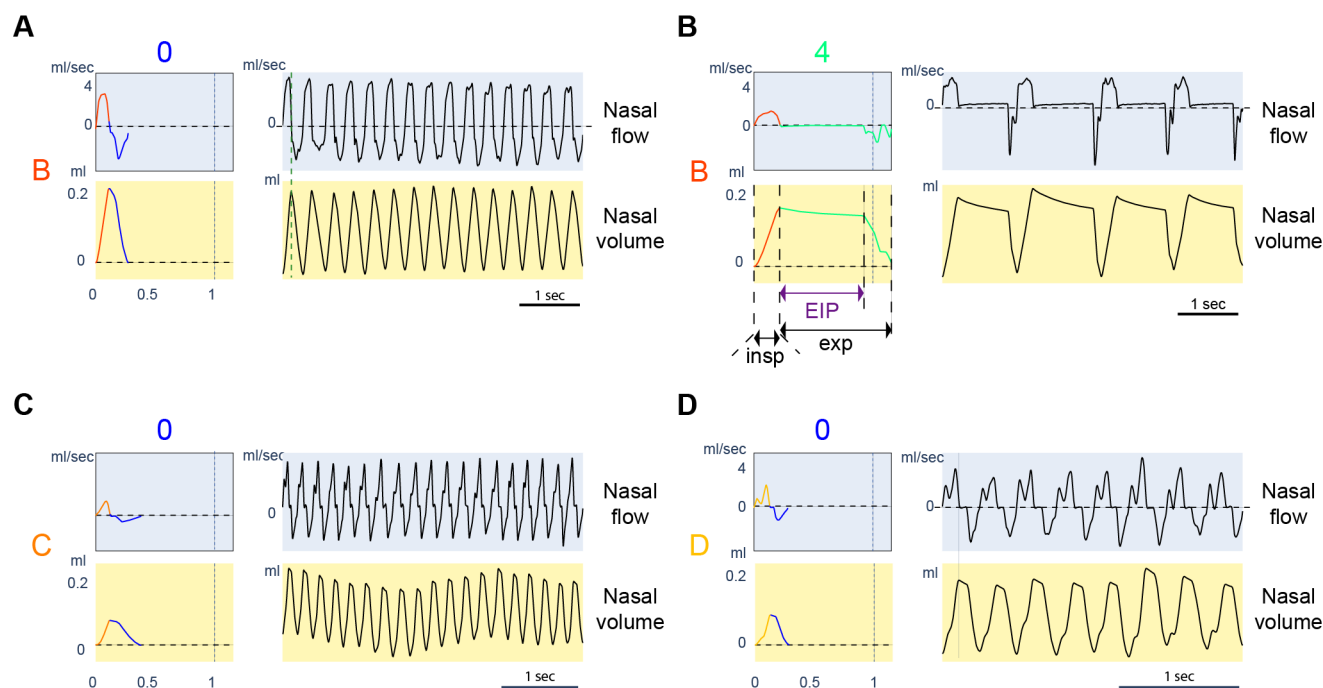 A
0
ml/sec
4
0
B
ml
0.2
0
0
0.5
1
ml/sec
0
ml
Nasal
flow
Nasal
volume
1 sec
B
4
ml/sec
4
0
B
ml
0.2
0
EIP
insp
exp
ml/sec
0
ml
Nasal
flow
Nasal
volume
1 sec
C
0
ml/sec
C
ml
0.2
0
0
0.5
1
ml/sec
0
ml
Nasal
flow
Nasal
volume
1 sec
D
0
ml/sec
4
0
D
ml
0.2
0
0
0.5
1
ml/sec
0
ml
Nasal
flow
Nasal
volume
1 sec